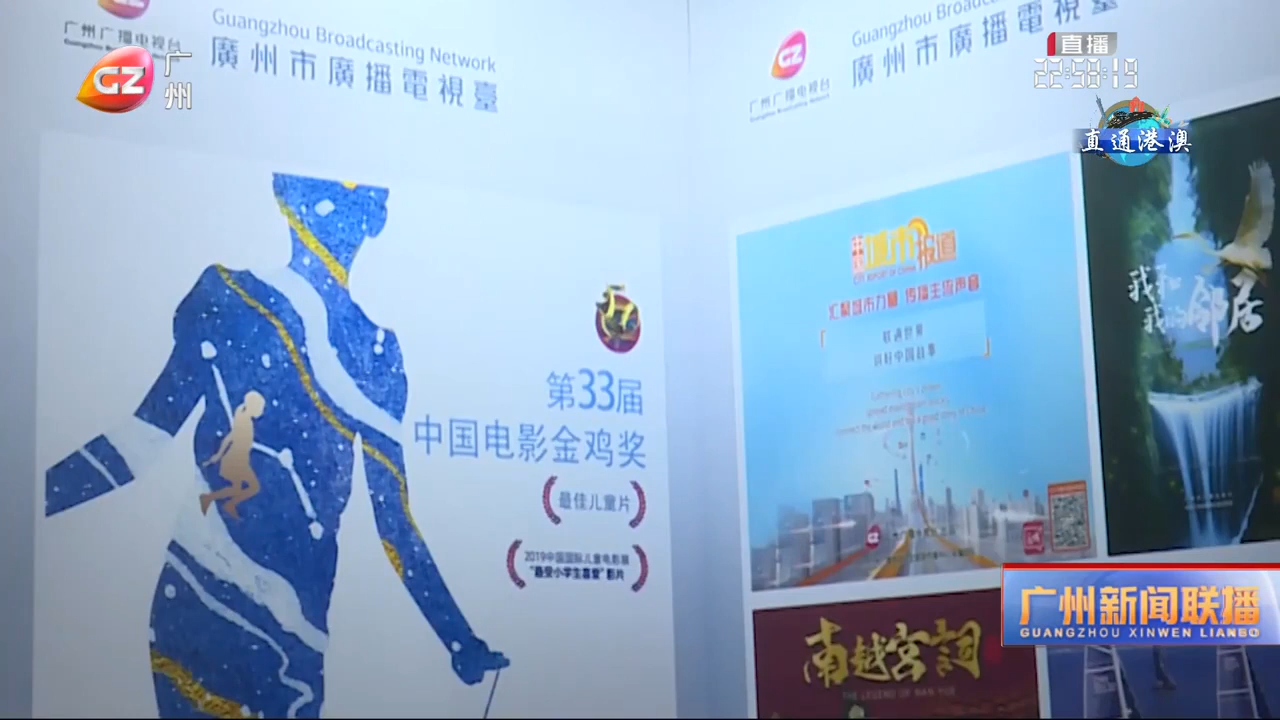 Guangzhou Broadcasting Network
廣州市廣播電視臺
广州广播电视台
GZ
广州
第33届
中国电影金鸡奖
最佳儿童片
2019中国国际儿童电影展
"最受小学生喜爱"影片
GZ
广州广播电视台
Guangzhou Broadcasting Network
廣州市廣播電視臺
直播
22:58:19
直通港澳
城市报道
CITY REPORT OF CHINA
汇聚城市力量 传播主流声音
联通世界
讲好中国故事
GZ
我和
我的邻居
南越宫詞
THE LEGEND OF NAN YUE
广州新闻联播
GUANGZHOU XINWEN LIANBO